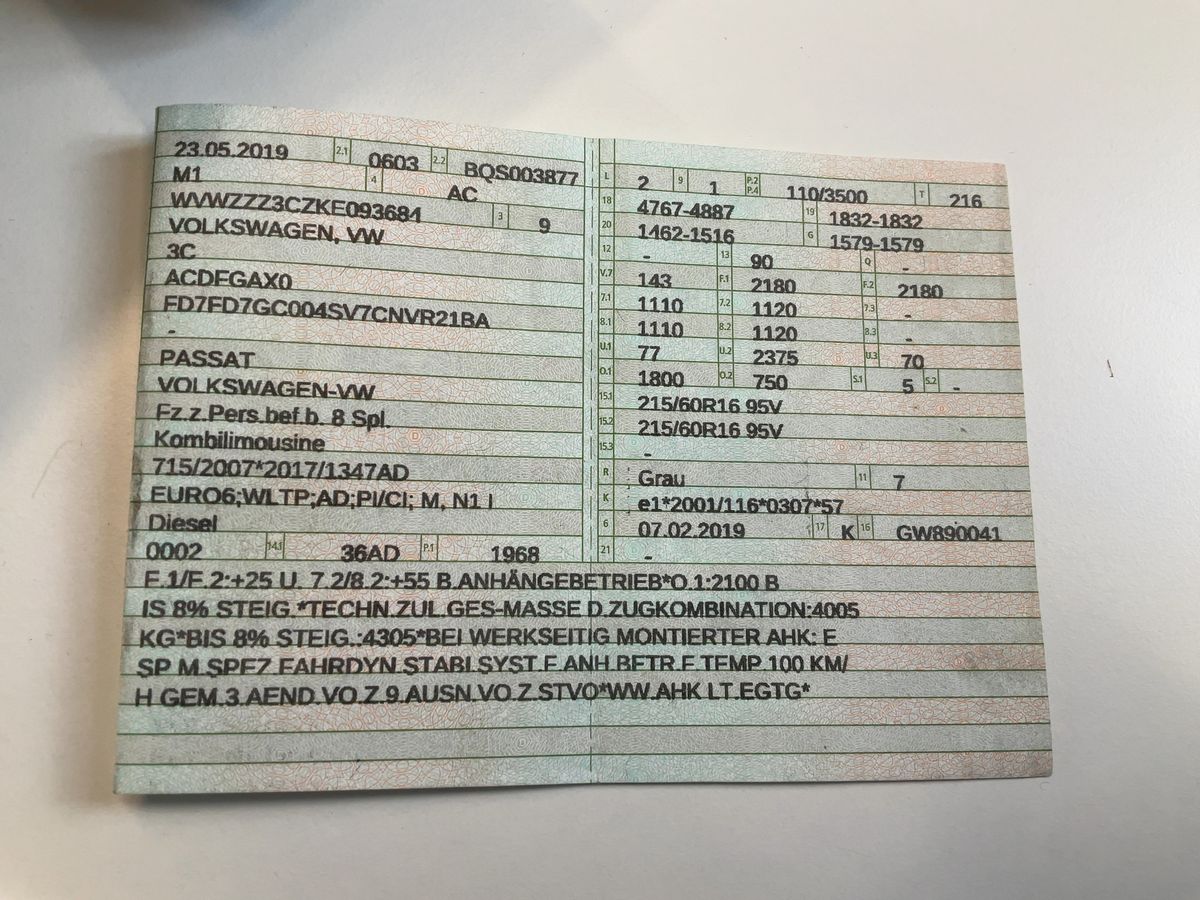 23.05.2019 2.1 0603 2.2 BQS003877
M1 4 AC
WVWZZZ3CZKE093684 3 9
VOLKSWAGEN, VW
3C
ACDFGAX0
FD7FD7GC004SV7CNVR21BA
-
PASSAT
VOLKSWAGEN-VW
Fz.z.Pers.bef.b. 8 Spl.
Kombilimousine
715/2007*2017/1347AD
EURO6;WLTP;AD;PI/CI; M, N1 I
Diesel
0002 14.1 36AD P.1 1968
L 2 9 1 P.2 P.4 110/3500 T 216
18 4767-4887 19 1832-1832
20 1462-1516 G 1579-1579
12 - 13 90 Q -
V.7 143 F.1 2180 F.2 2180
7.1 1110 7.2 1120 7.3 -
8.1 1110 8.2 1120 8.3 -
U.1 77 U.2 2375 U.3 70
O.1 1800 O.2 750 S.1 5 S.2 -
15.1 215/60R16 95V
15.2 215/60R16 95V
15.3 -
R Grau 11 7
K e1*2001/116*0307*57
6 07.02.2019 17 K 16 GW890041
21 -
F.1/F.2:+25 U. 7.2/8.2:+55 B.ANHÄNGEBETRIEB*O.1:2100 B
IS 8% STEIG.*TECHN.ZUL.GES-MASSE D.ZUGKOMBINATION:4005
KG*BIS 8% STEIG.:4305*BEI WERKSEITIG MONTIERTER AHK: E
SP M.SPEZ.FAHRDYN.STABI.SYST.F.ANH.BETR.F.TEMP.100 KM/
H GEM.3.AEND.VO.Z.9.AUSN.VO.Z.STVO*WW.AHK LT.EGTG*